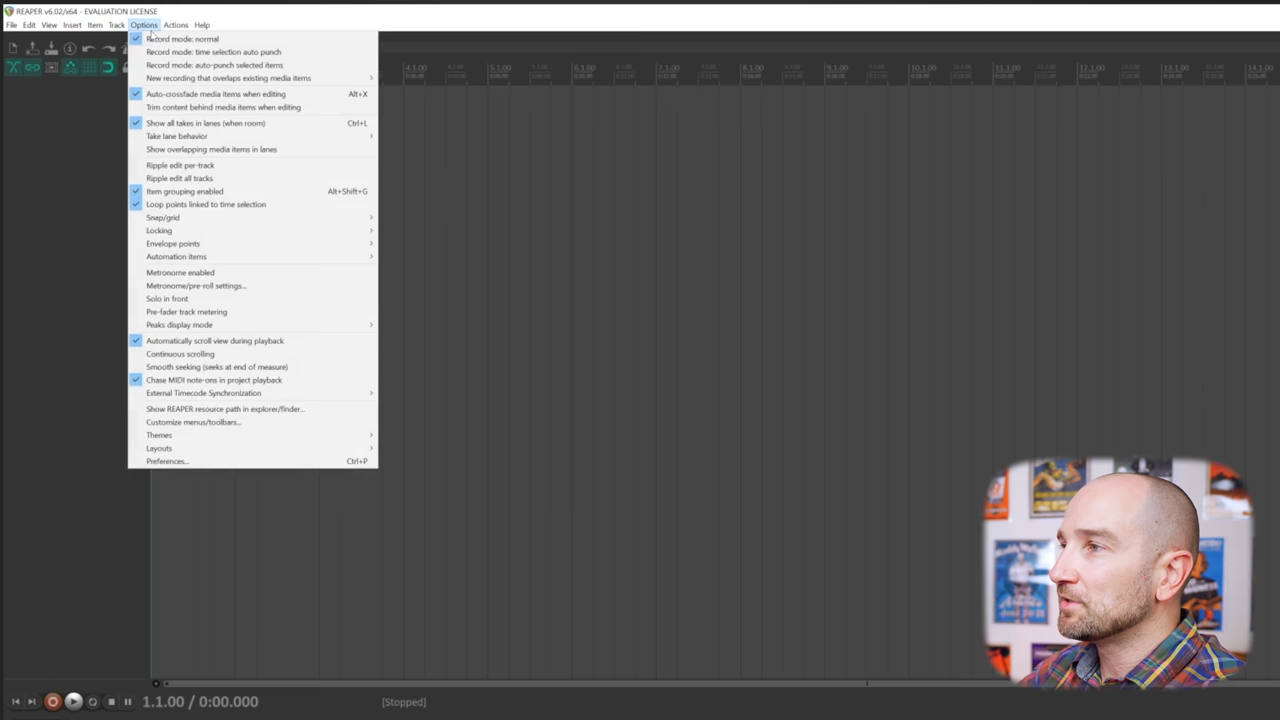 REAPER v6.02/x64 - EVALUATION LICENSE
File Edit View Insert Item Track Options Actions Help
Record mode: normal
Record mode: time selection auto punch
Record mode: auto-punch selected items
New recording that overlaps existing media items
Auto-crossfade media items when editing Alt+X
Trim content behind media items when editing
Show all takes in lanes (when room) Ctrl+L
Take lane behavior
Show overlapping media items in lanes
Ripple edit per-track
Ripple edit all tracks
Item grouping enabled Alt+Shift+G
Loop points linked to time selection
Snap/grid
Locking
Envelope points
Automation items
Metronome enabled
Metronome/pre-roll settings...
Solo in front
Pre-fader track metering
Peaks display mode
Automatically scroll view during playback
Continuous scrolling
Smooth seeking (seeks at end of measure)
Chase MIDI note-ons in project playback
External Timecode Synchronization
Show REAPER resource path in explorer/finder...
Customize menus/toolbars...
Themes
Layouts
Preferences... Ctrl+P
4.1.00 5.1.00 6.1.00 7.1.00 8.1.00 9.1.00 10.1.00 11.1.00 12.1.00 13.1.00 14.1.00
1.1.00 / 0:00.000 [Stopped]